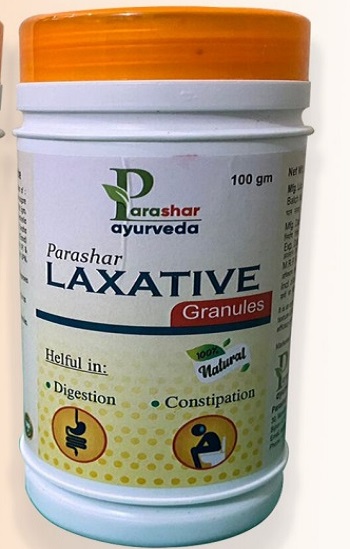 Parashar
ayurveda
100 gm
Parashar
LAXATIVE
Granules
100%
Natural
Helful in:
• Digestion
• Constipation